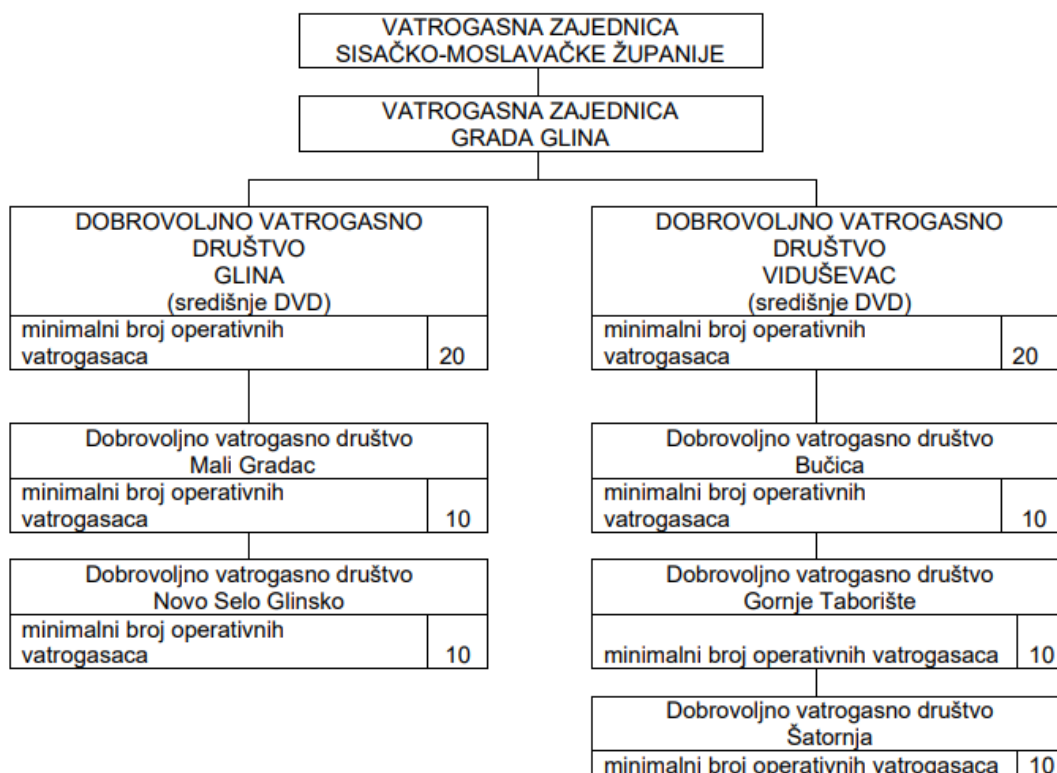 VATROGASNA ZAJEDNICA
SISAČKO-MOSLAVAČKE ŽUPANIJE
VATROGASNA ZAJEDNICA
GRADA GLINA
DOBROVOLJNO VATROGASNO
DRUŠTVO
GLINA
(središnje DVD)
minimalni broj operativnih
vatrogasaca 20
Dobrovoljno vatrogasno društvo
Mali Gradac
minimalni broj operativnih
vatrogasaca 10
Dobrovoljno vatrogasno društvo
Novo Selo Glinsko
minimalni broj operativnih
vatrogasaca 10
DOBROVOLJNO VATROGASNO
DRUŠTVO
VIDUŠEVAC
(središnje DVD)
minimalni broj operativnih
vatrogasaca 20
Dobrovoljno vatrogasno društvo
Bučica
minimalni broj operativnih
vatrogasaca 10
Dobrovoljno vatrogasno društvo
Gornje Taborište
minimalni broj operativnih vatrogasaca 10
Dobrovoljno vatrogasno društvo
Šatornja
minimalni broj operativnih vatrogasaca 10